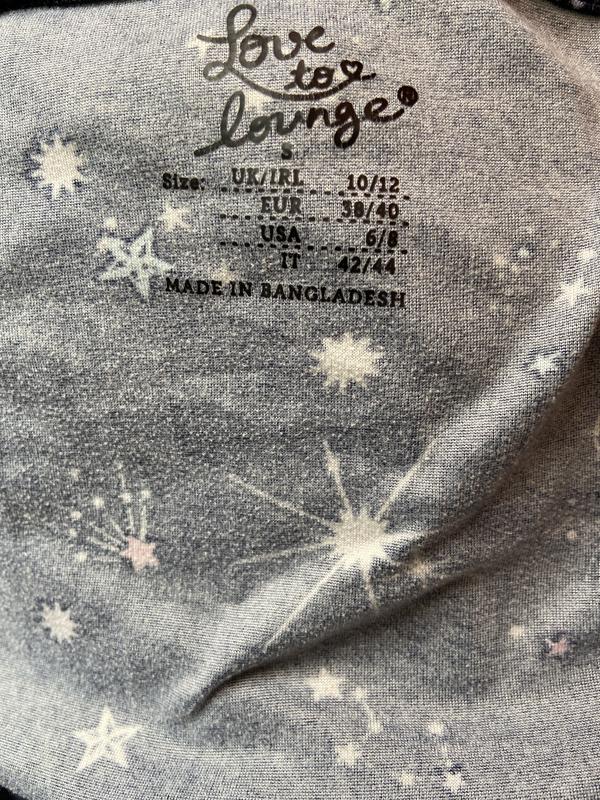 Love
to
lounge®
S
Size: UK/IRL 10/12
EUR 38/40
USA 6/8
IT 42/44
MADE IN BANGLADESH